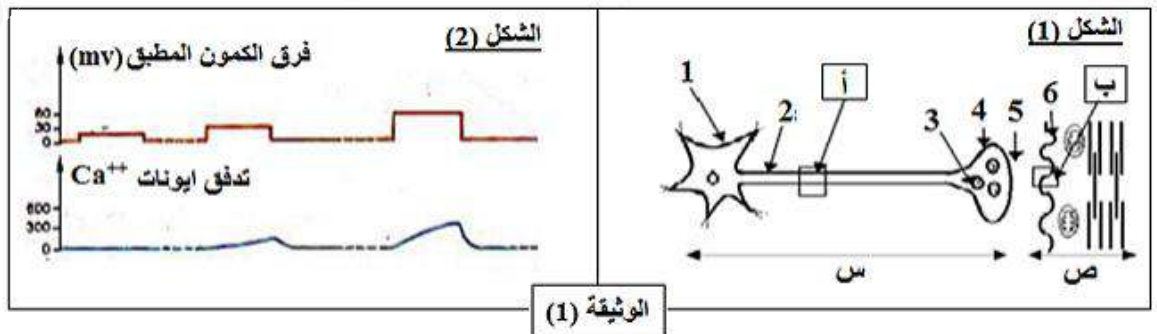 الشكل (1)
1
2
أ
3
4
5
6
ب
س
ص
الشكل (2)
فرق الكمون المطبق (mv)
60
30
0
تدفق ايونات Ca⁺⁺
600
300
0
الوثيقة (1)